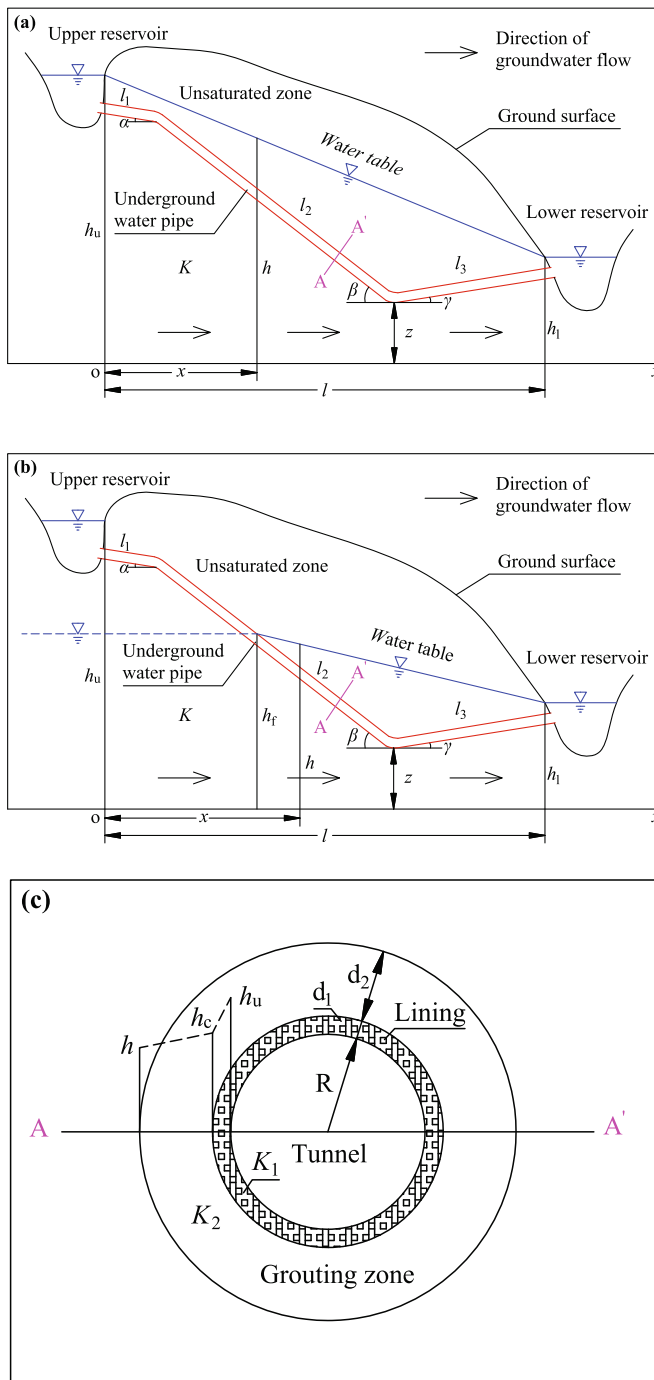 (a)
Upper reservoir
Direction of
groundwater flow
l1
α
Unsaturated zone
Ground surface
Water table
Underground
water pipe
Lower reservoir
hu
K
h
l2
A'
A
l3
β
γ
z
hl
o
x
l
x
(b)
Upper reservoir
Direction of
groundwater flow
l1
α
Unsaturated zone
Ground surface
Water table
Underground
water pipe
Lower reservoir
hu
K
hf
h
l2
A'
A
l3
β
γ
z
hl
o
x
l
x
(c)
d2
d1
hu
hc
h
Lining
R
A
A'
Tunnel
K1
K2
Grouting zone